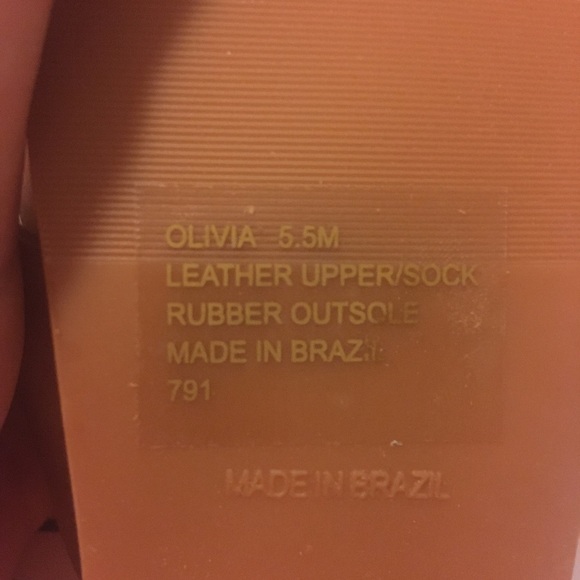 OLIVIA 5.5M
LEATHER UPPER/SOCK
RUBBER OUTSOLE
MADE IN BRAZIL
791
MADE IN BRAZIL